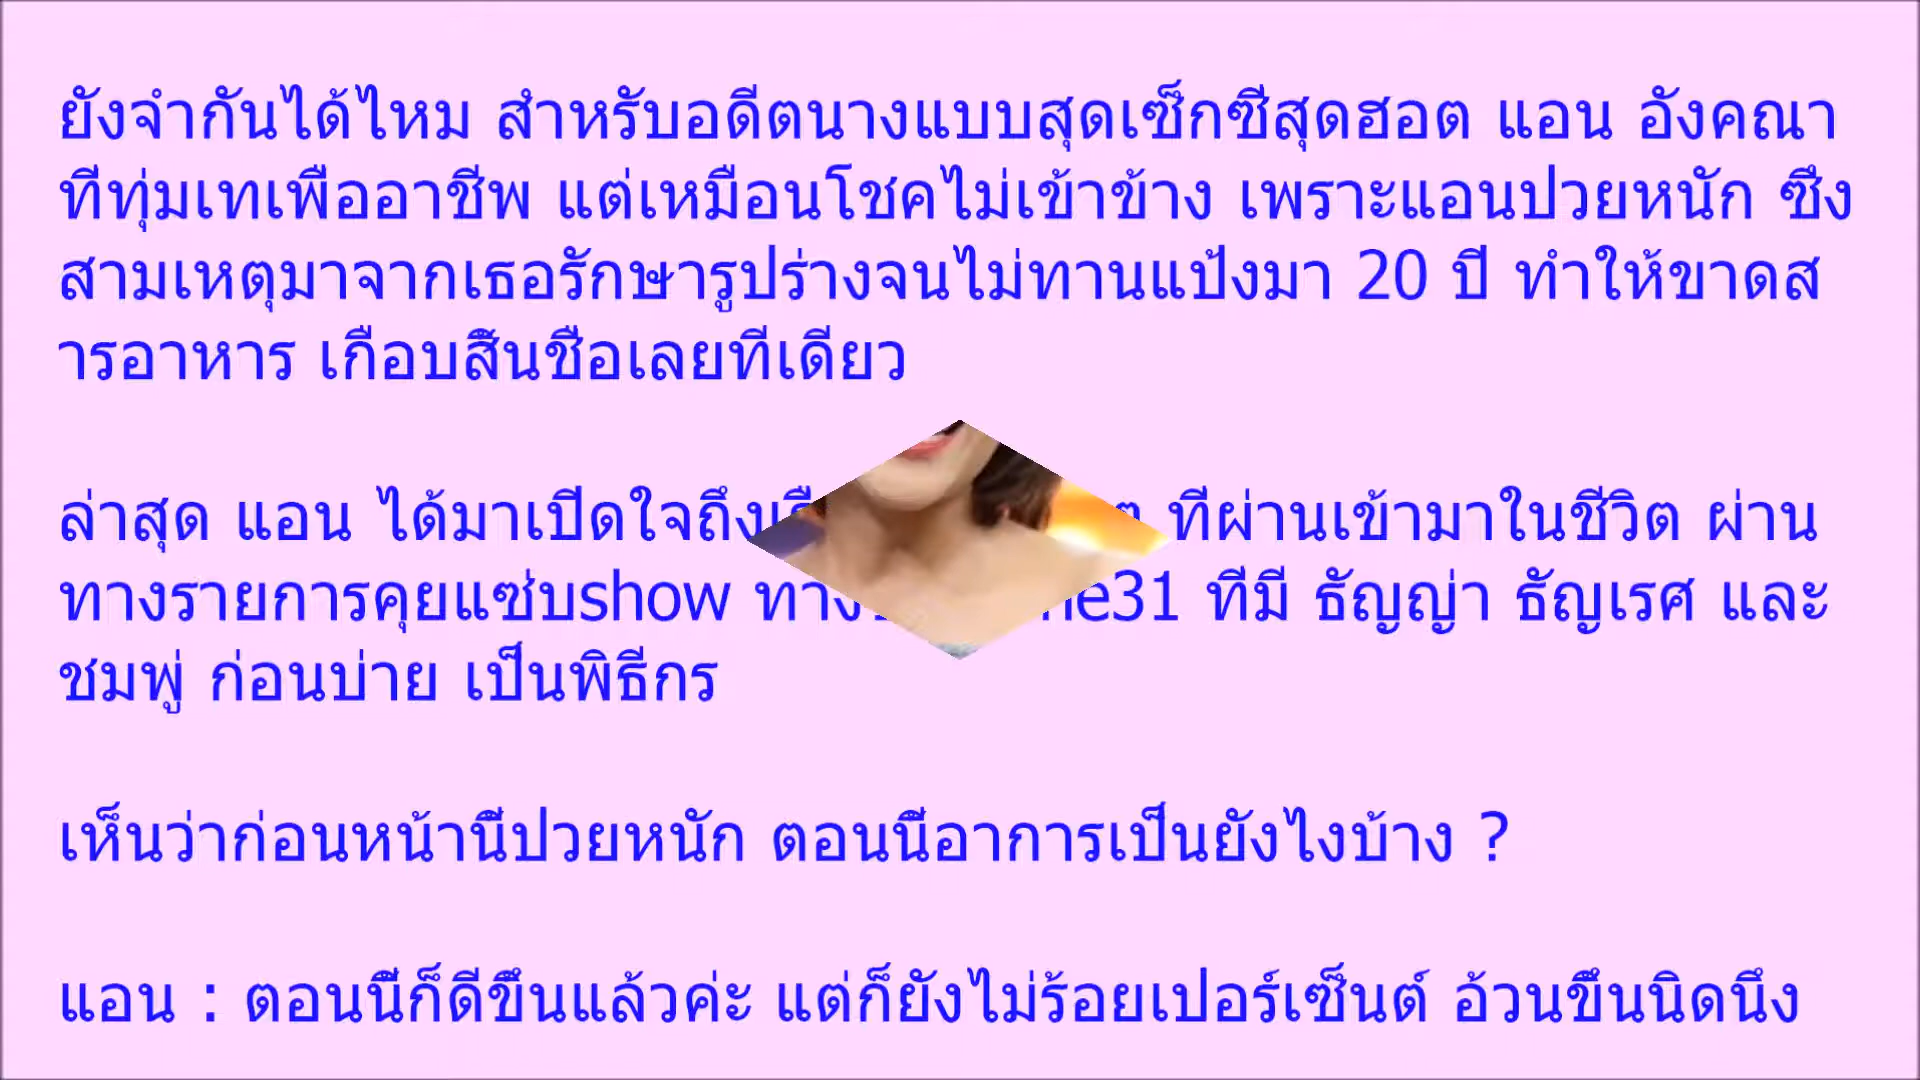 ยังจำกันได้ไหม สำหรับอดีตนางแบบสุดเซ็กซี่สุดฮอต แอน อังคณา
ที่ทุ่มเทเพื่ออาชีพ แต่เหมือนโชคไม่เข้าข้าง เพราะแอนป่วยหนัก ซึ่ง
สามเหตุมาจากเธอรักษารูปร่างจนไม่ทานแป้งมา 20 ปี ทำให้ขาดส
ารอาหาร เกือบสิ้นชื่อเลยทีเดียว
ล่าสุด แอน ได้มาเปิดใจถึง ที่ผ่านเข้ามาในชีวิต ผ่าน
ทางรายการคุยแซ่บshow ทาง ที่มี ธัญญ่า ธัญเรศ และ
ชมพู่ ก่อนบ่าย เป็นพิธีกร
เห็นว่าก่อนหน้านี้ป่วยหนัก ตอนนี้อาการเป็นยังไงบ้าง ?
แอน : ตอนนี้ก็ดีขึ้นแล้วค่ะ แต่ก็ยังไม่ร้อยเปอร์เซ็นต์ อ้วนขึ้นนิดนึง